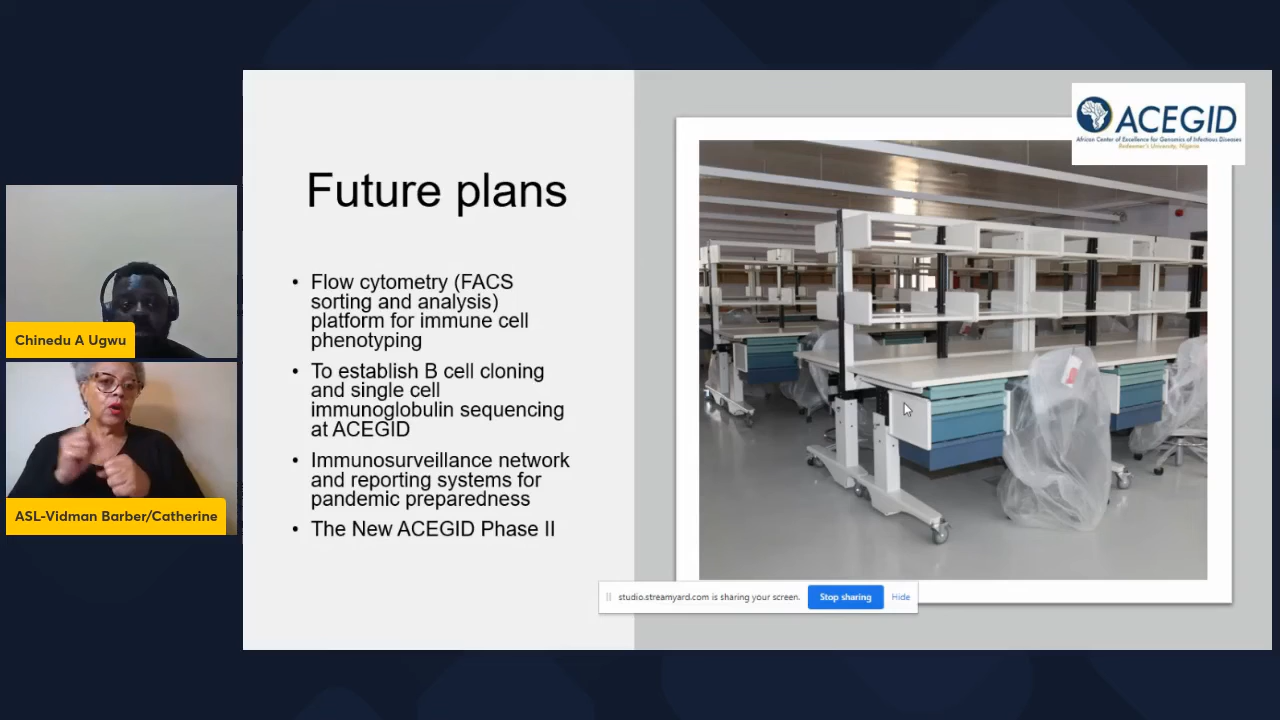 ACEGID
African Center of Excellence for Genomics of Infectious Diseases
Redeemer's University, Nigeria
Future plans
• Flow cytometry (FACS
sorting and analysis)
platform for immune cell
phenotyping
• To establish B cell cloning
and single cell
immunoglobulin sequencing
at ACEGID
• Immunosurveillance network
and reporting systems for
pandemic preparedness
• The New ACEGID Phase II
Chinedu A Ugwu
ASL-Vidman Barber/Catherine
studio.streamyard.com is sharing your screen.
Stop sharing
Hide